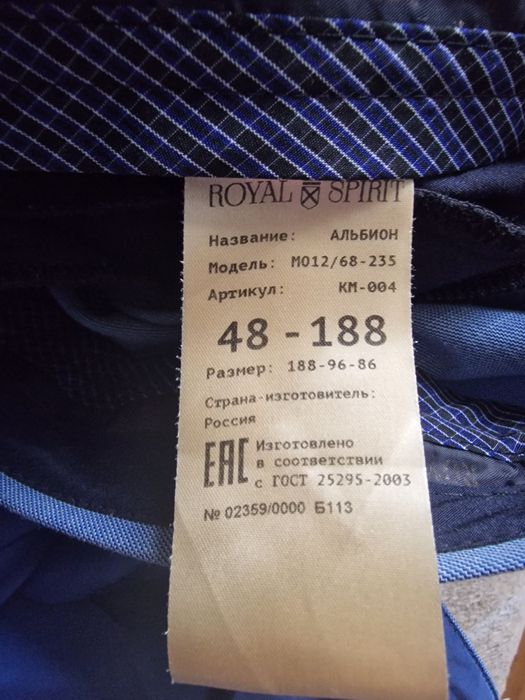 ROYAL SPIRIT
Название: АЛЬБИОН
Модель: МО12/68-235
Артикул: КМ-004
48 - 188
Размер: 188-96-86
Страна-изготовитель:
Россия
ЕАС
Изготовлено
в соответствии
с ГОСТ 25295-2003
№ 02359/0000 Б113